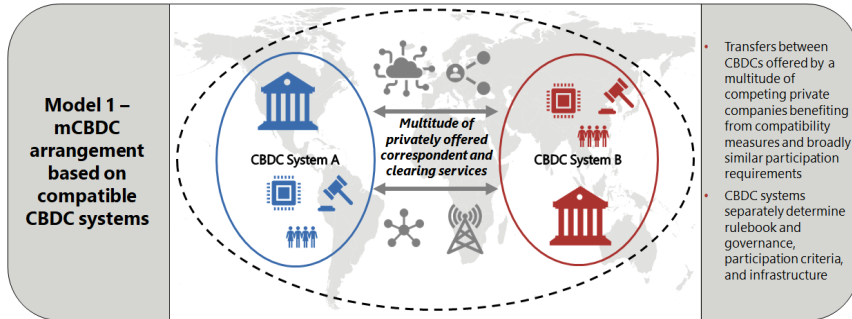 Model 1 –
mCBDC
arrangement
based on
compatible
CBDC systems
CBDC System A
Multitude of
privately offered
correspondent and
clearing services
CBDC System B
• Transfers between
CBDCs offered by a
multitude of
competing private
companies benefiting
from compatibility
measures and broadly
similar participation
requirements
• CBDC systems
separately determine
rulebook and
governance,
participation criteria,
and infrastructure